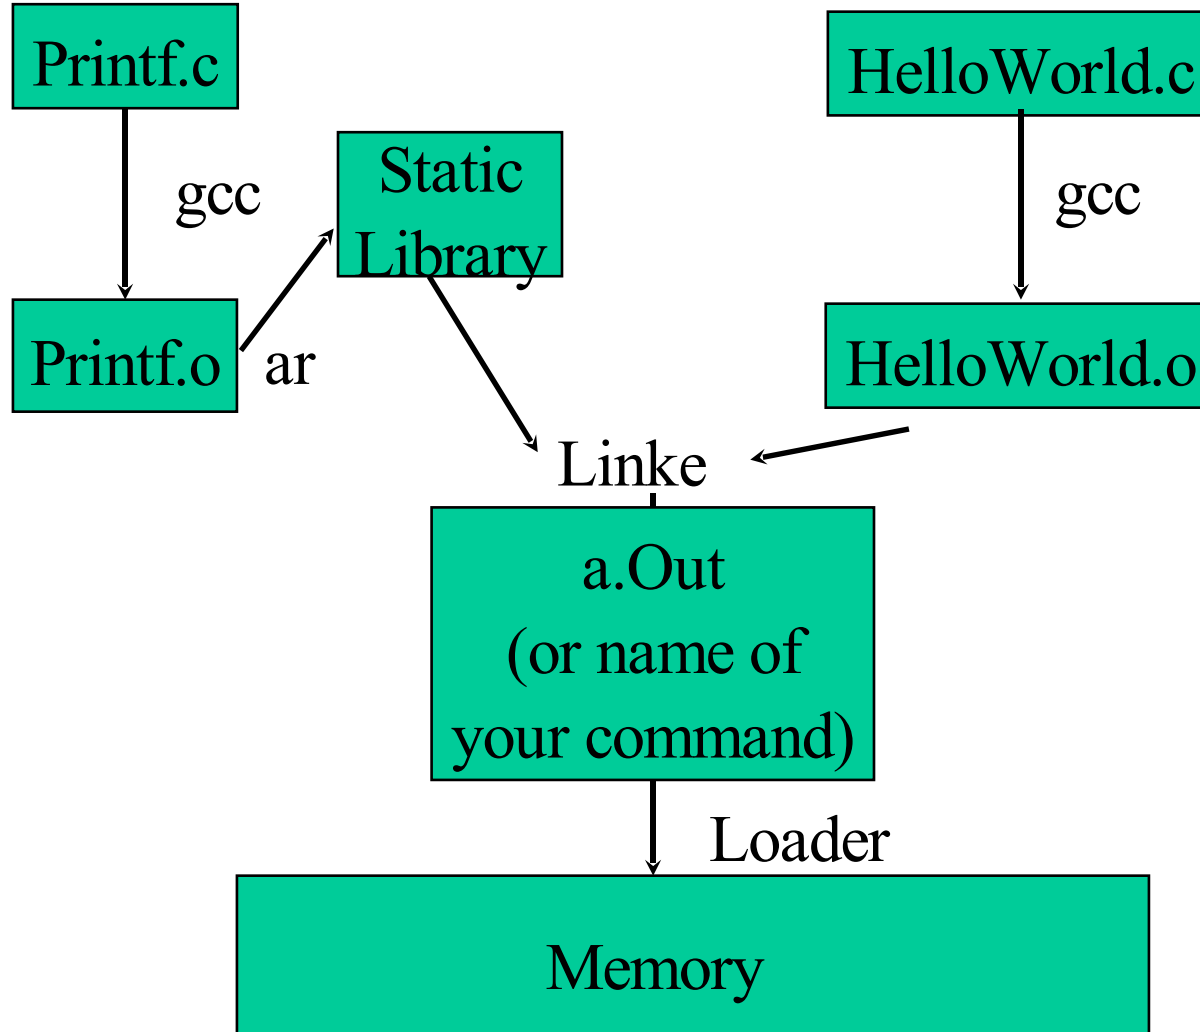 Printf.c
HelloWorld.c
gcc
Static
Library
gcc
Printf.o
ar
HelloWorld.o
Linke
a.Out
(or name of
your command)
Loader
Memory